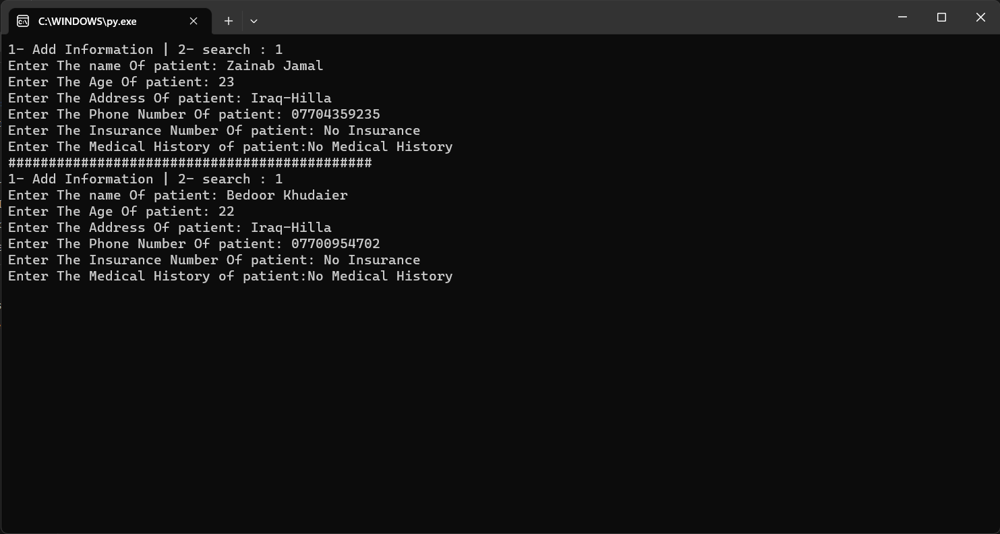 C:\WINDOWS\py.exe
1- Add Information | 2- search : 1
Enter The name Of patient: Zainab Jamal
Enter The Age Of patient: 23
Enter The Address Of patient: Iraq-Hilla
Enter The Phone Number Of patient: 07704359235
Enter The Insurance Number Of patient: No Insurance
Enter The Medical History of patient:No Medical History
#############################################
1- Add Information | 2- search : 1
Enter The name Of patient: Bedoor Khudaier
Enter The Age Of patient: 22
Enter The Address Of patient: Iraq-Hilla
Enter The Phone Number Of patient: 07700954702
Enter The Insurance Number Of patient: No Insurance
Enter The Medical History of patient:No Medical History